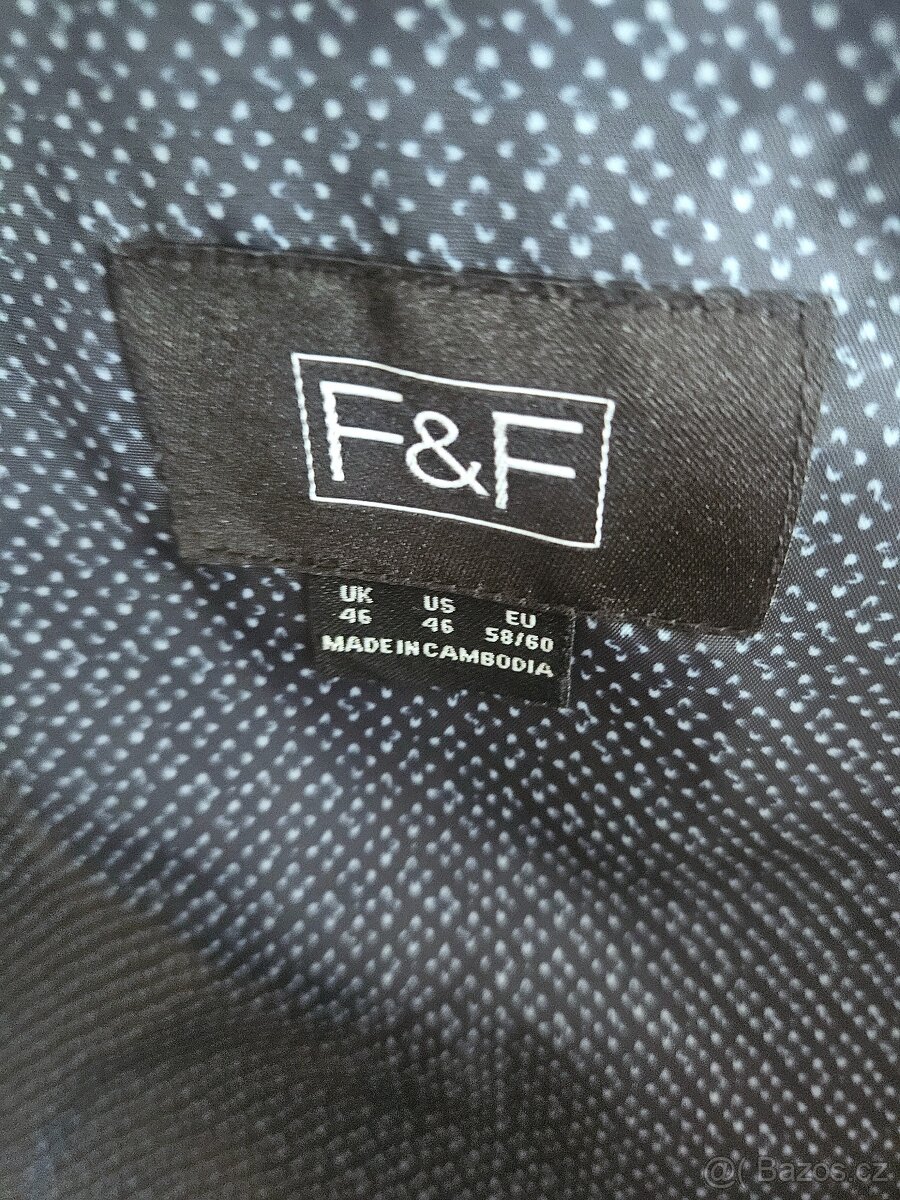 F&F
UK US EU
46 46 58/60
MADE IN CAMBODIA
@( Bazos.cz